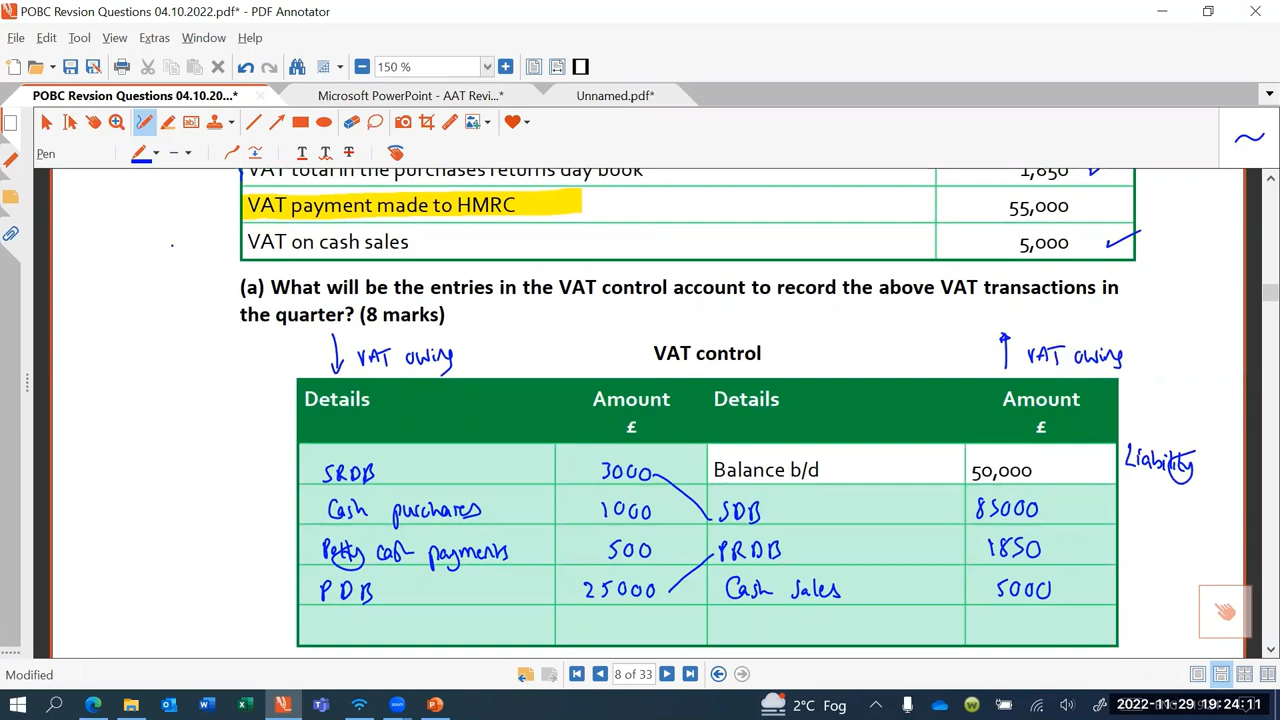 POBC Revsion Questions 04.10.2022.pdf* - PDF Annotator
File Edit Tool View Extras Window Help
150 %
POBC Revsion Questions 04.10.20...* Microsoft PowerPoint - AAT Revi...* Unnamed.pdf*
Pen
VAT total in the purchases returns day book 1,850
VAT payment made to HMRC 55,000
VAT on cash sales 5,000
(a) What will be the entries in the VAT control account to record the above VAT transactions in
the quarter? (8 marks)
VAT owing VAT control VAT owing
Details Amount £ Details Amount £
SRDB 3000 Balance b/d 50,000 Liability
Cash purchases 1000 SDB 85000
Petty cash payments 500 PRDB 1850
PDB 25000 Cash Sales 5000
Modified 8 of 33
2°C Fog 2022-11-29 19:24:11